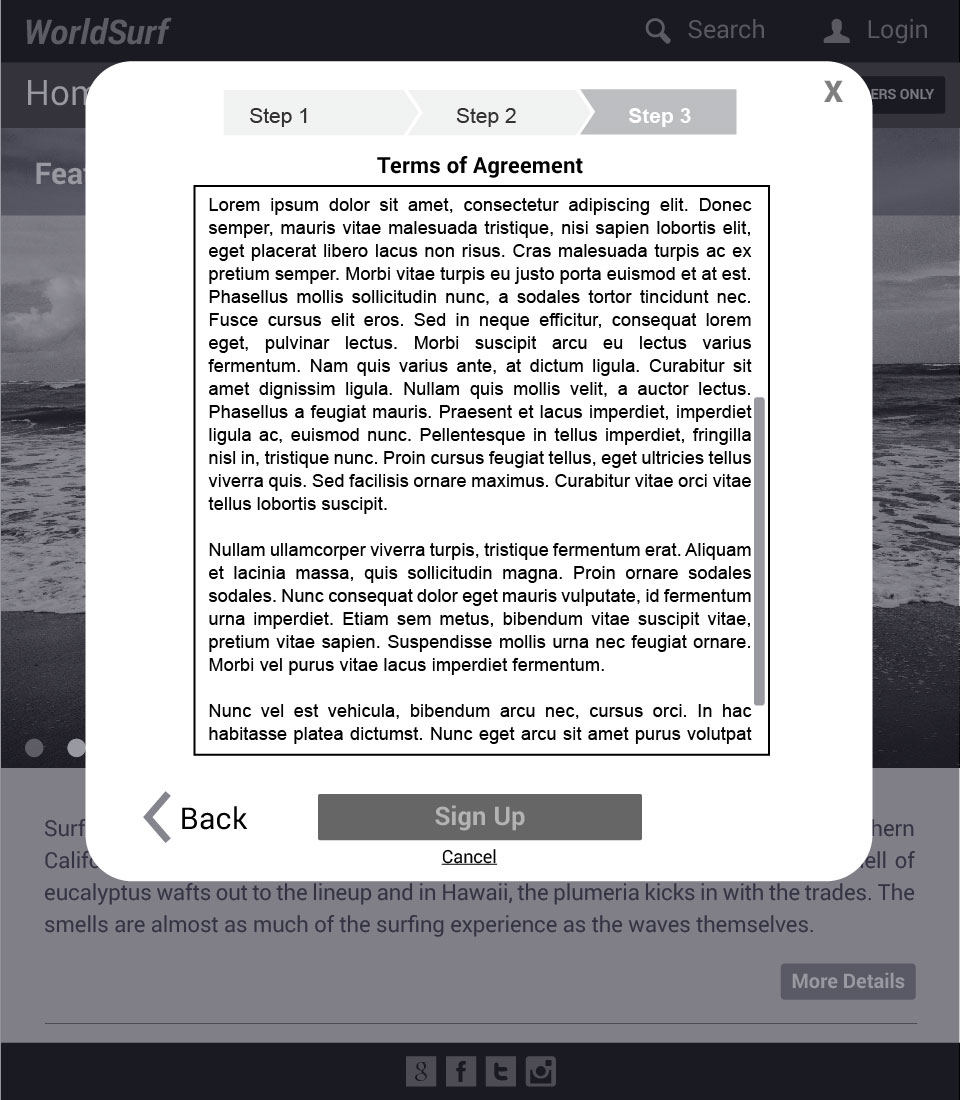 WorldSurf
Search
Login
Hom
ERS ONLY
X
Step 1
Step 2
Step 3
Feat
Terms of Agreement
Lorem ipsum dolor sit amet, consectetur adipiscing elit. Donec
semper, mauris vitae malesuada tristique, nisi sapien lobortis elit,
eget placerat libero lacus non risus. Cras malesuada turpis ac ex
pretium semper. Morbi vitae turpis eu justo porta euismod et at est.
Phasellus mollis sollicitudin nunc, a sodales tortor tincidunt nec.
Fusce cursus elit eros. Sed in neque efficitur, consequat lorem
eget, pulvinar lectus. Morbi suscipit arcu eu lectus varius
fermentum. Nam quis varius ante, at dictum ligula. Curabitur sit
amet dignissim ligula. Nullam quis mollis velit, a auctor lectus.
Phasellus a feugiat mauris. Praesent et lacus imperdiet, imperdiet
ligula ac, euismod nunc. Pellentesque in tellus imperdiet, fringilla
nisl in, tristique nunc. Proin cursus feugiat tellus, eget ultricies tellus
viverra quis. Sed facilisis ornare maximus. Curabitur vitae orci vitae
tellus lobortis suscipit.
Nullam ullamcorper viverra turpis, tristique fermentum erat. Aliquam
et lacinia massa, quis sollicitudin magna. Proin ornare sodales
sodales. Nunc consequat dolor eget mauris vulputate, id fermentum
urna imperdiet. Etiam sem metus, bibendum vitae suscipit vitae,
pretium vitae sapien. Suspendisse mollis urna nec feugiat ornare.
Morbi vel purus vitae lacus imperdiet fermentum.
Nunc vel est vehicula, bibendum arcu nec, cursus orci. In hac
habitasse platea dictumst. Nunc eget arcu sit amet purus volutpat
Back
Sign Up
Cancel
Surf
hern
Califo
ell of
eucalyptus wafts out to the lineup and in Hawaii, the plumeria kicks in with the trades. The
smells are almost as much of the surfing experience as the waves themselves.
More Details